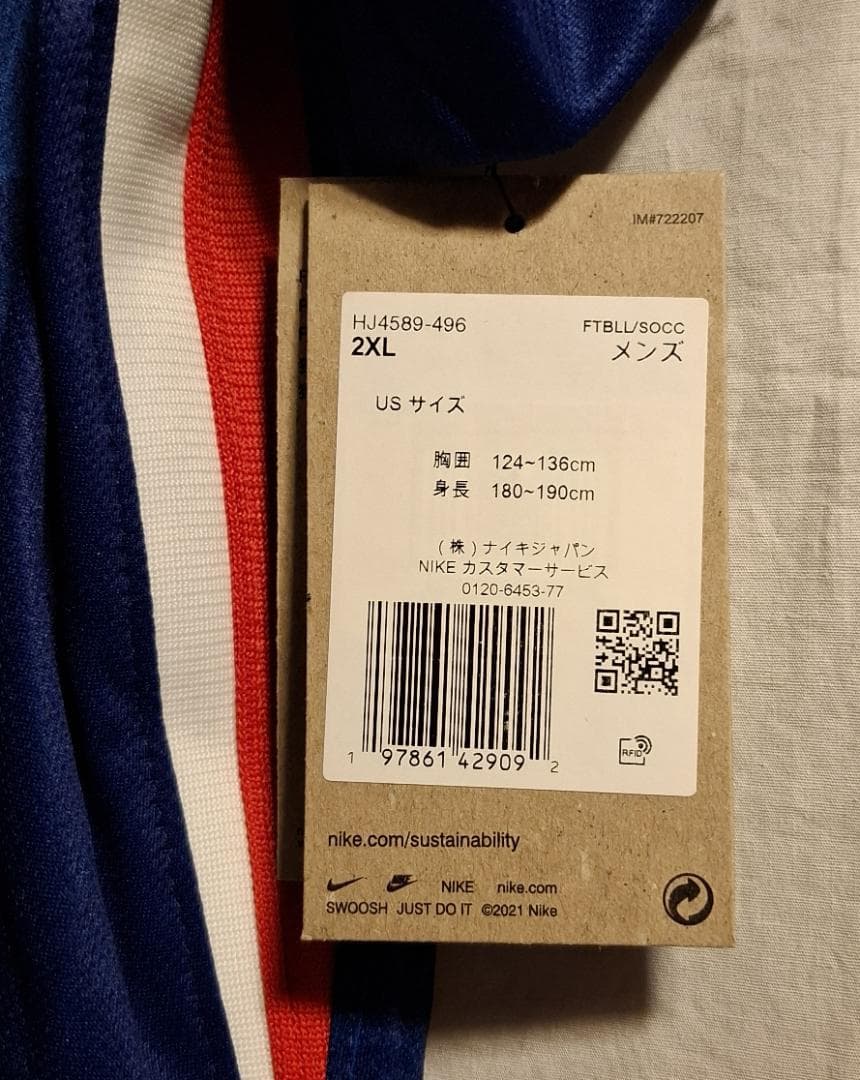 IM#722207
HJ4589-496
FTBLL/SOCC
2XL
メンズ
US サイズ
胸囲 124~136cm
身長 180~190cm
(株)ナイキジャパン
NIKE カスタマーサービス
0120-6453-77
1 97861 42909 2
RFID
nike.com/sustainability
NIKE nike.com
SWOOSH JUST DO IT ©2021 Nike